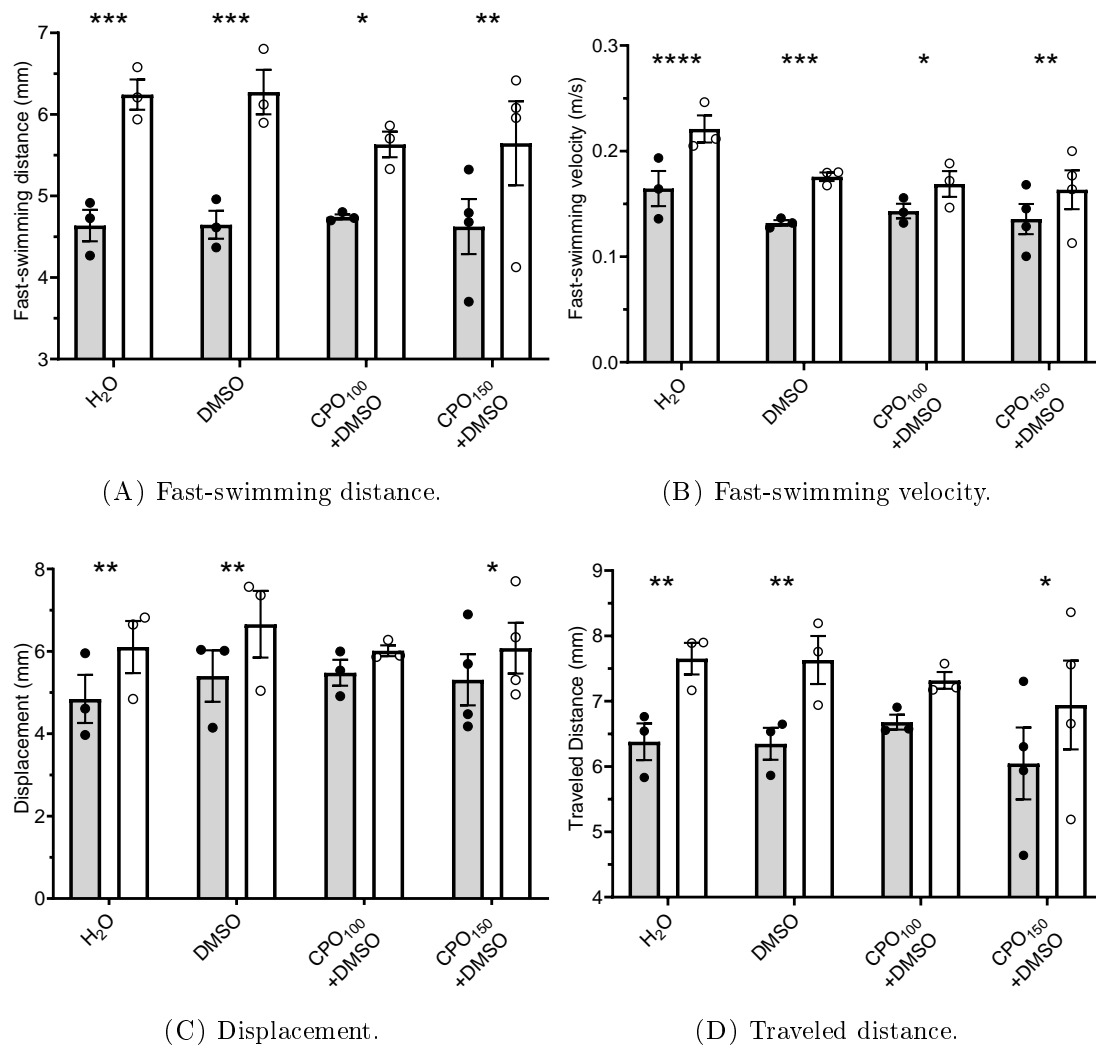 *** *** * **
7
6
5
4
3
Fast-swimming distance (mm)
H₂O
DMSO
CPO₁₀₀
+DMSO
CPO₁₅₀
+DMSO
(A) Fast-swimming distance.
**** *** * **
0.3
0.2
0.1
0.0
Fast-swimming velocity (m/s)
H₂O
DMSO
CPO₁₀₀
+DMSO
CPO₁₅₀
+DMSO
(B) Fast-swimming velocity.
** ** *
8
6
4
2
0
Displacement (mm)
H₂O
DMSO
CPO₁₀₀
+DMSO
CPO₁₅₀
+DMSO
(C) Displacement.
** ** *
9
8
7
6
5
4
Traveled Distance (mm)
H₂O
DMSO
CPO₁₀₀
+DMSO
CPO₁₅₀
+DMSO
(D) Traveled distance.